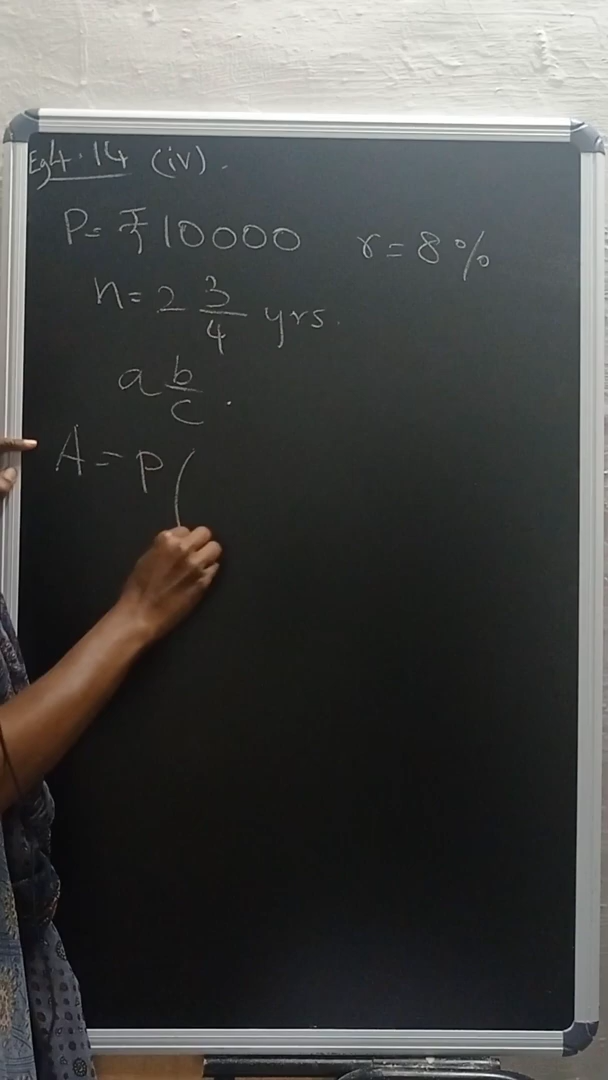 Eg 4.14 (iv).
P = ₹10000 r = 8%
n = 2 3/4 yrs.
a b/c.
A = P (